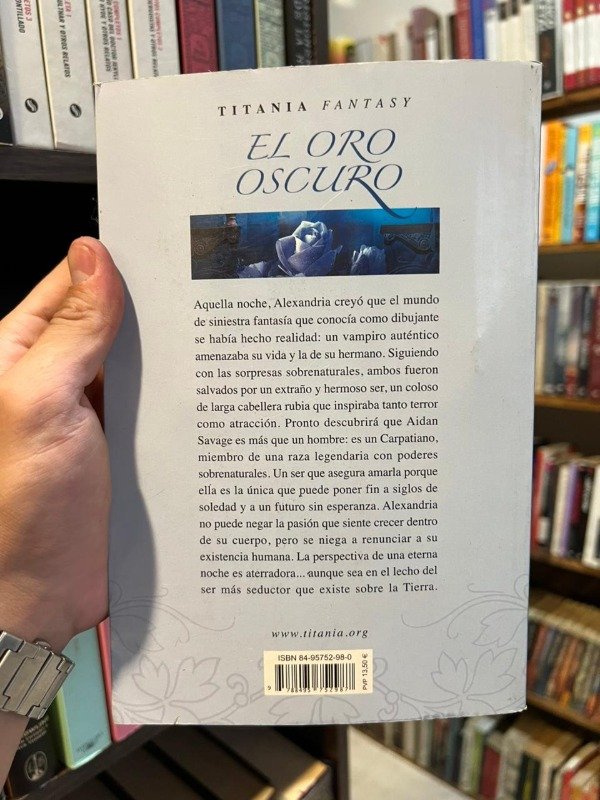 TITANIA FANTASY
EL ORO
OSCURO
Aquella noche, Alexandria creyó que el mundo
de siniestra fantasía que conocía como dibujante
se había hecho realidad: un vampiro auténtico
amenazaba su vida y la de su hermano. Siguiendo
con las sorpresas sobrenaturales, ambos fueron
salvados por un extraño y hermoso ser, un coloso
de larga cabellera rubia que inspiraba tanto terror
como atracción. Pronto descubrirá que Aidan
Savage es más que un hombre: es un Carpatiano,
miembro de una raza legendaria con poderes
sobrenaturales. Un ser que asegura amarla porque
ella es la única que puede poner fin a siglos de
soledad y a un futuro sin esperanza. Alexandria
no puede negar la pasión que siente crecer dentro
de su cuerpo, pero se niega a renunciar a su
existencia humana. La perspectiva de una eterna
noche es aterradora... aunque sea en el lecho del
ser más seductor que existe sobre la Tierra.
www.titania.org
ISBN 84-95752-98-0
9 788495 752987
PVP 13,50 €